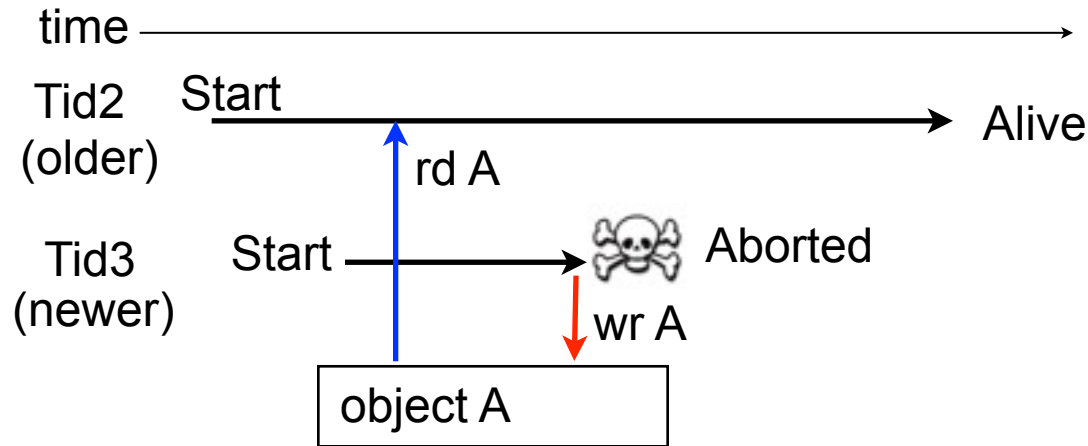 time
Tid2 Start
(older)
Alive
rd A
Tid3 Start
(newer)
Aborted
wr A
object A